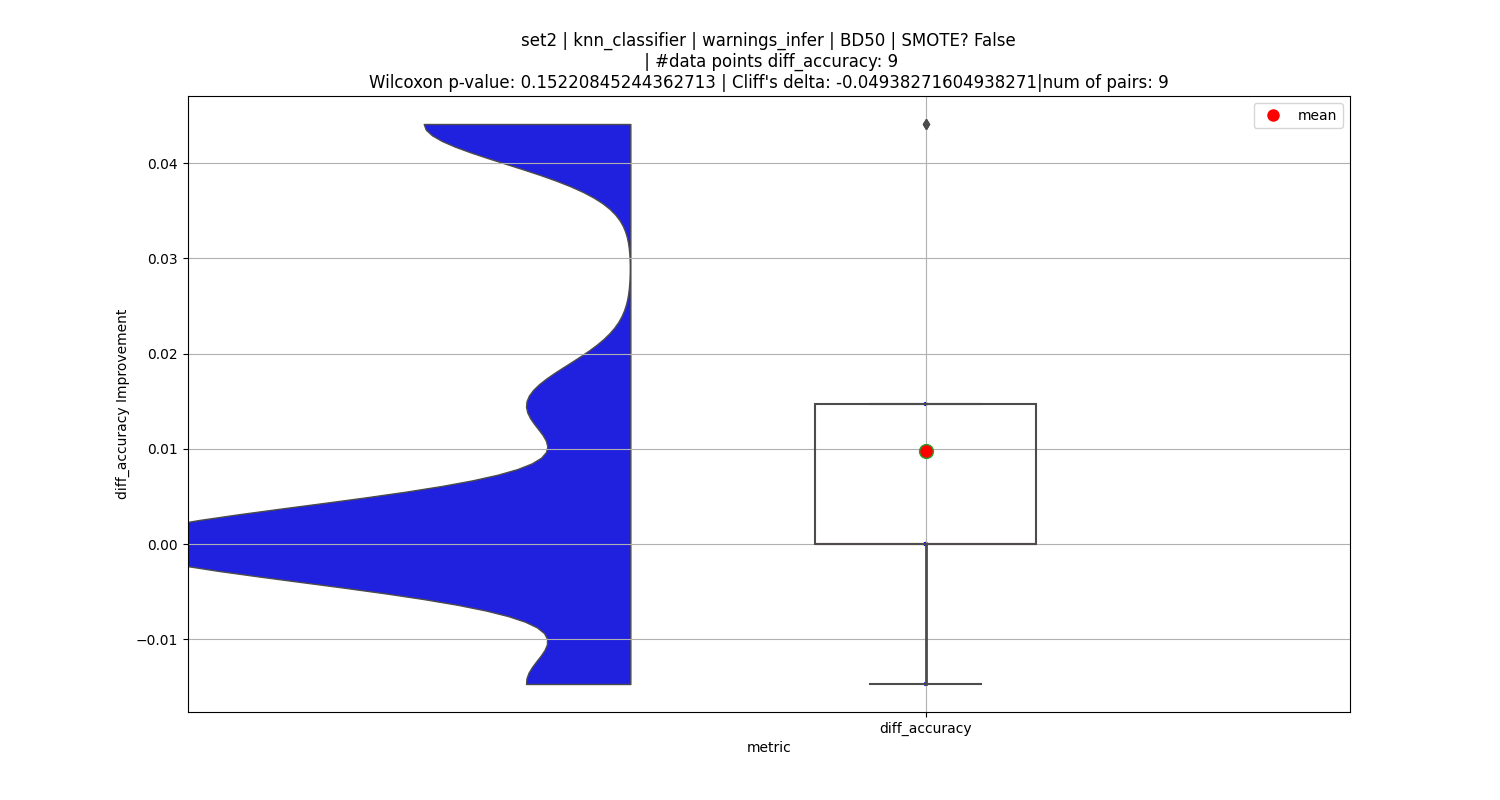 set2 | knn_classifier | warnings_infer | BD50 | SMOTE? False
| #data points diff_accuracy: 9
Wilcoxon p-value: 0.15220845244362713 | Cliff's delta: -0.04938271604938271|num of pairs: 9
mean
0.04
0.03
0.02
0.01
0.00
−0.01
diff_accuracy Improvement
diff_accuracy
metric